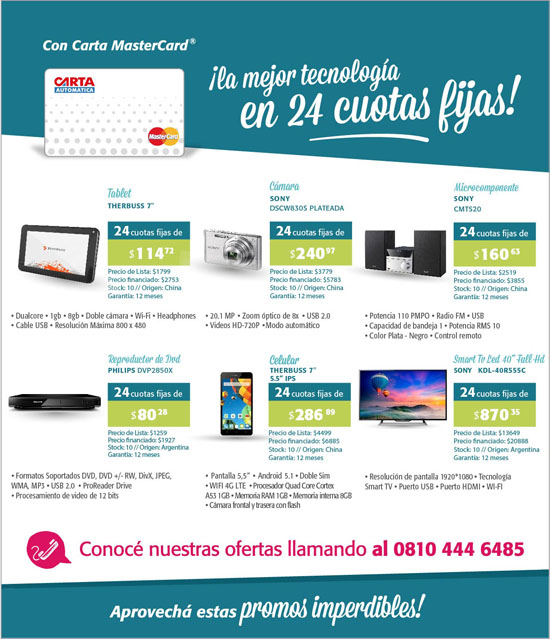 Con Carta MasterCard®
CARTA
AUTOMATICA
MasterCard
¡la mejor tecnología
en 24 cuotas fijas!
Tablet
THERBUSS 7"
24 cuotas fijas de
$114 72
Precio de Lista: $1799
Precio financiado: $2753
Stock: 10 // Origen: China
Garantía: 12 meses
• Dualcore • 1gb • 8gb • Doble cámara • Wi-Fi • Headphones
• Cable USB • Resolución Máxima 800 x 480
Cámara
SONY
DSCW830S PLATEADA
24 cuotas fijas de
$240 97
Precio de Lista: $3779
Precio financiado: $5783
Stock: 10 // Origen: China
Garantía: 12 meses
• 20.1 MP • Zoom óptico de 8x • USB 2.0
• Videos HD-720P •Modo automático
Microcomponente
SONY
CMTS20
24 cuotas fijas de
$160 63
Precio de Lista: $2519
Precio financiado: $3855
Stock: 10 // Origen: China
Garantía: 12 meses
• Potencia 110 PMPO • Radio FM • USB
• Capacidad de bandeja 1 • Potencia RMS 10
• Color Plata - Negro • Control remoto
Reproductor de Dvd
PHILIPS DVP2850X
24 cuotas fijas de
$80 28
Precio de Lista: $1259
Precio financiado: $1927
Stock: 10 // Origen: Argentina
Garantía: 12 meses
• Formatos Soportados DVD, DVD +/- RW, DivX, JPEG,
WMA, MP3 • USB 2.0 • ProReader Drive
• Procesamiento de video de 12 bits
Celular
THERBUSS 7"
5.5" IPS
24 cuotas fijas de
$286 89
Precio de Lista: $4499
Precio financiado: $6885
Stock: 10 // Origen: China
Garantía: 12 meses
• Pantalla 5,5" • Android 5.1 • Doble Sim
• WIFI 4G LTE • Procesador Quad Core Cortex
A53 1GB • Memoria RAM 1GB • Memoria interna 8GB
• Cámara frontal y trasera con flash
Smart Tv Led 40" Full Hd
SONY KDL-40R555C
24 cuotas fijas de
$870 35
Precio de Lista: $13649
Precio financiado: $20888
Stock: 10 // Origen: Argentina
Garantía: 12 meses
• Resolución de pantalla 1920*1080 • Tecnología
Smart TV • Puerto USB • Puerto HDMI • WI-FI
Conocé nuestras ofertas llamando al 0810 444 6485
Aprovechá estas promos imperdibles!